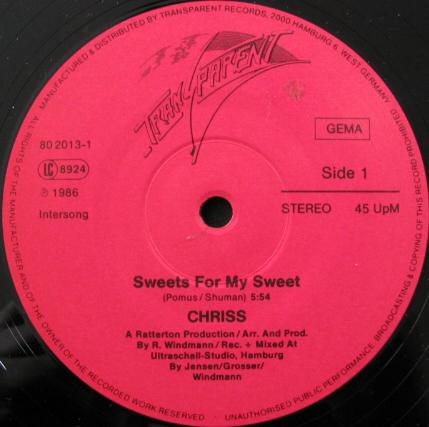 MANUFACTURED & DISTRIBUTED BY TRANSPARENT RECORDS, 2000 HAMBURG 6, WEST GERMANY
TRANSPARENT
GEMA
80 2013-1
LC 8924
℗ 1986
Intersong
Side 1
STEREO 45 UpM
Sweets For My Sweet
(Pomus/Shuman) 5:54
CHRISS
A Ratterton Production/Arr. And Prod.
By R. Windmann/Rec. + Mixed At
Ultraschall-Studio, Hamburg
By Jensen/Grosser/
Windmann
ALL RIGHTS OF THE MANUFACTURER AND OF THE OWNER OF THE RECORDED WORK RESERVED · UNAUTHORISED PUBLIC PERFORMANCE, BROADCASTING & COPYING OF THIS RECORD PROHIBITED